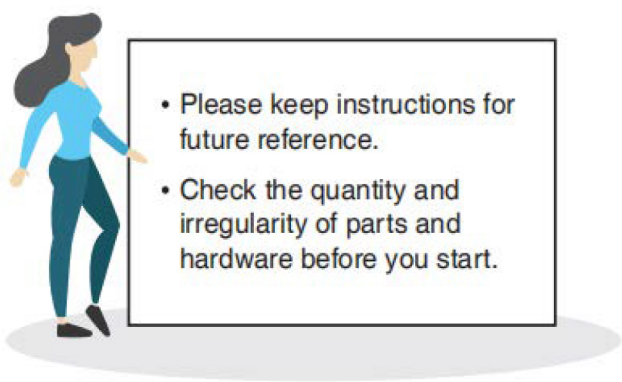 • Please keep instructions for
future reference.
• Check the quantity and
irregularity of parts and
hardware before you start.